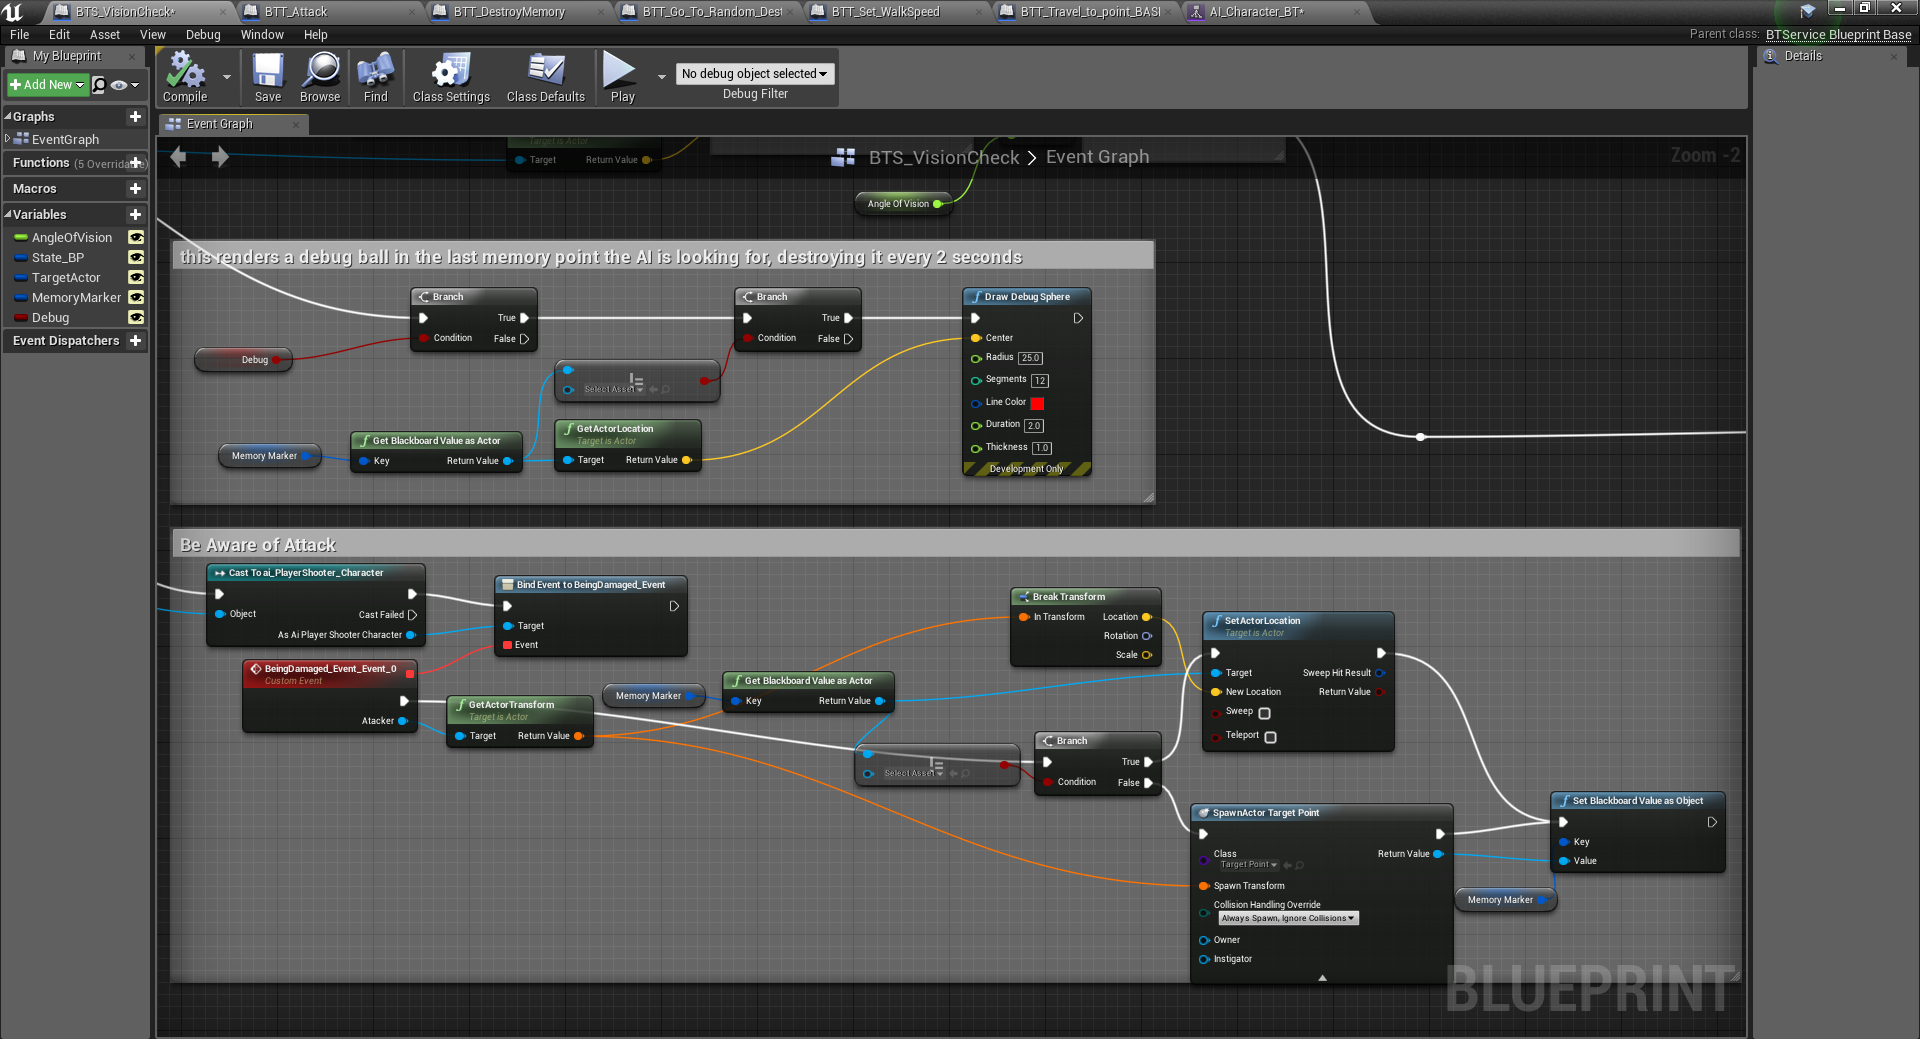 BTS_VisionCheck*
BTT_Attack
BTT_DestroyMemory
BTT_Go_To_Random_Dest
BTT_Set_WalkSpeed
BTT_Travel_to_point_BASI
AI_Character_BT*
File Edit Asset View Debug Window Help
Parent class: BTService Blueprint Base
My Blueprint
Details
Add New
Compile
Save
Browse
Find
Class Settings
Class Defaults
Play
No debug object selected
Debug Filter
Graphs
EventGraph
Functions (5 Overrida
Macros
Variables
AngleOfVision
State_BP
TargetActor
MemoryMarker
Debug
Event Dispatchers
Event Graph
BTS_VisionCheck > Event Graph
Zoom -2
Target is Actor
Target Return Value
Angle Of Vision
this renders a debug ball in the last memory point the AI is looking for, destroying it every 2 seconds
Branch
True
Condition False
Branch
True
Condition False
Debug
Select Asset
Memory Marker
Get Blackboard Value as Actor
Key Return Value
GetActorLocation
Target is Actor
Target Return Value
Draw Debug Sphere
Center
Radius 25.0
Segments 12
Line Color
Duration 2.0
Thickness 1.0
Development Only
Be Aware of Attack
Cast To ai_PlayerShooter_Character
Object Cast Failed
As Ai Player Shooter Character
Bind Event to BeingDamaged_Event
Target
Event
BeingDamaged_Event_Event_0
Custom Event
Atacker
GetActorTransform
Target is Actor
Target Return Value
Memory Marker
Get Blackboard Value as Actor
Key Return Value
Select Asset
Break Transform
In Transform Location
Rotation
Scale
Branch
True
Condition False
SetActorLocation
Target is Actor
Target Sweep Hit Result
New Location Return Value
Sweep
Teleport
SpawnActor Target Point
Class Return Value
Target Point
Spawn Transform
Collision Handling Override
Always Spawn, Ignore Collisions
Owner
Instigator
Set Blackboard Value as Object
Key
Value
Memory Marker
BLUEPRINT